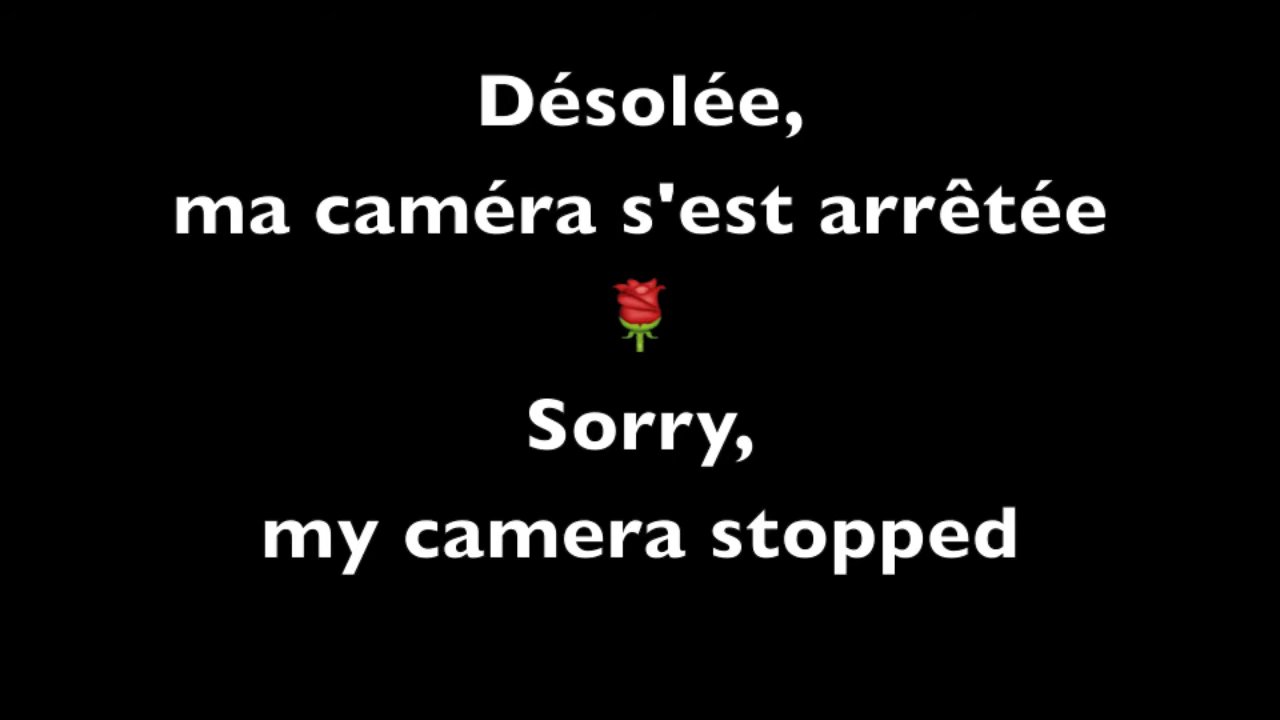 Désolée,
ma caméra s'est arrêtée
🌹
Sorry,
my camera stopped